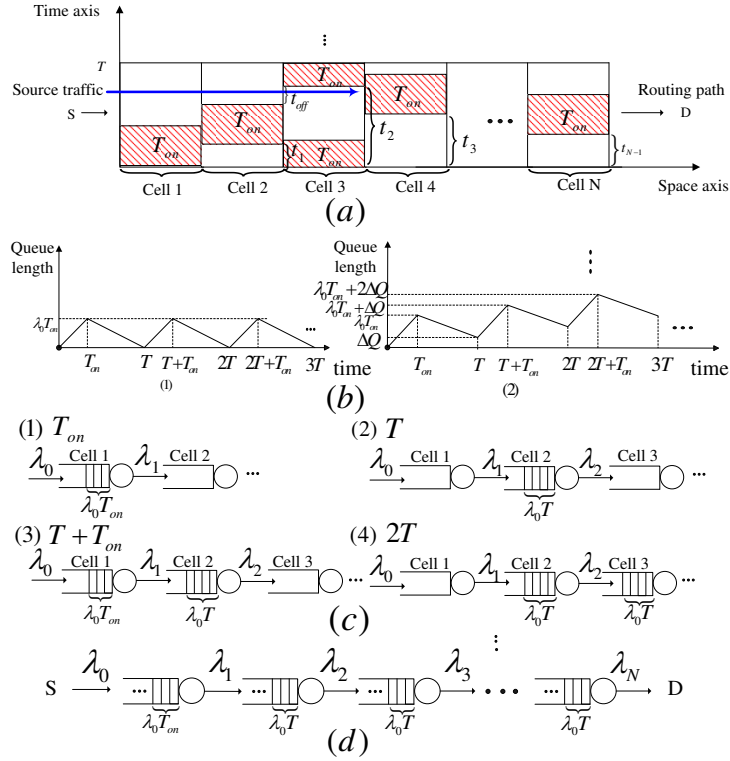 Time axis
T
T_on
Source traffic
t_off
T_on
T_on
Routing path
S
T_on
t_2
T_on
D
t_1
T_on
t_3
t_{N-1}
Cell 1 Cell 2 Cell 3 Cell 4 Cell N Space axis
(a)
Queue length
λ_0T_on
T_on T T+T_on 2T 2T+T_on 3T time
(1)
Queue length
λ_0T_on+2ΔQ
λ_0T_on+ΔQ
λ_0T_on
ΔQ
T_on T T+T_on 2T 2T+T_on 3T time
(2)
(b)
(1) T_on
λ_0 Cell 1 λ_1 Cell 2 ...
λ_0T_on
(2) T
λ_0 Cell 1 λ_1 Cell 2 λ_2 Cell 3 ...
λ_0T
(3) T+T_on
λ_0 Cell 1 λ_1 Cell 2 λ_2 Cell 3 ...
λ_0T_on λ_0T
(4) 2T
λ_0 Cell 1 λ_1 Cell 2 λ_2 Cell 3 ...
λ_0T λ_0T
(c)
S λ_0 ... λ_1 ... λ_2 ... λ_3 ... ... λ_N D
λ_0T_on λ_0T λ_0T λ_0T
(d)